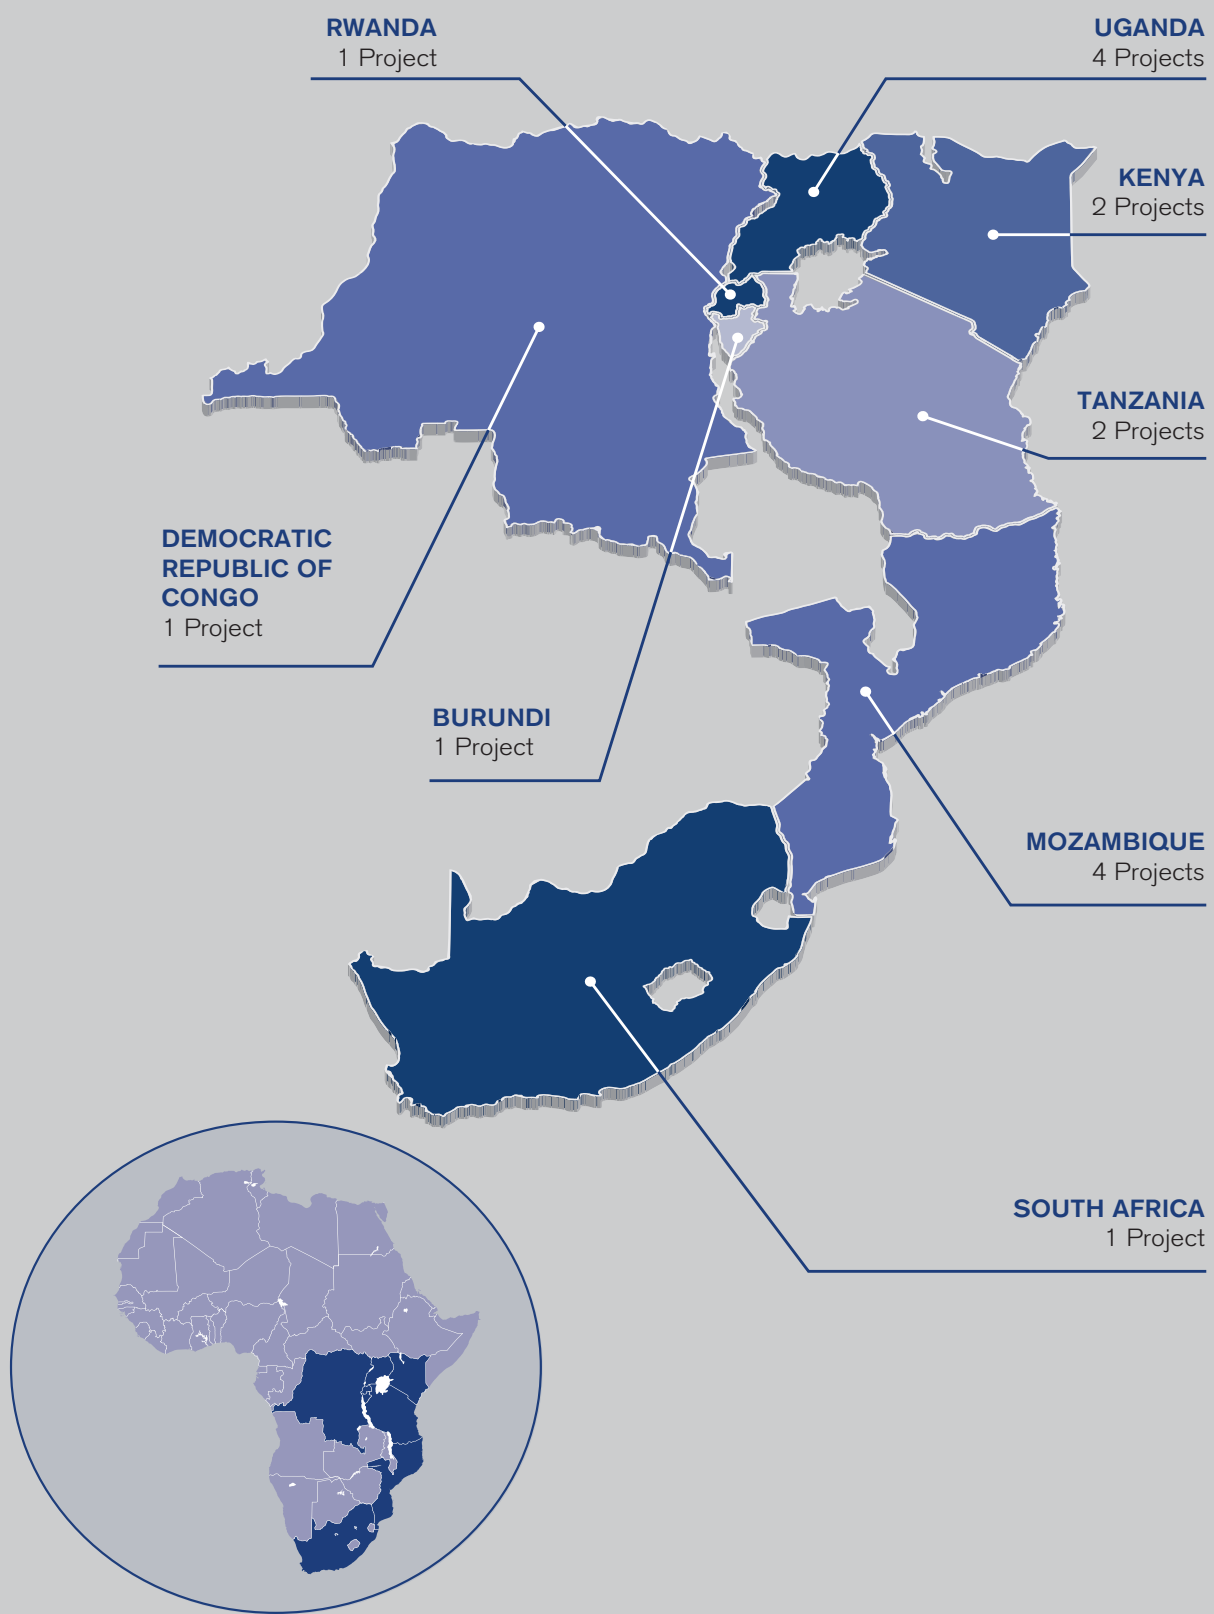 RWANDA
1 Project
UGANDA
4 Projects
KENYA
2 Projects
TANZANIA
2 Projects
DEMOCRATIC
REPUBLIC OF
CONGO
1 Project
BURUNDI
1 Project
MOZAMBIQUE
4 Projects
SOUTH AFRICA
1 Project